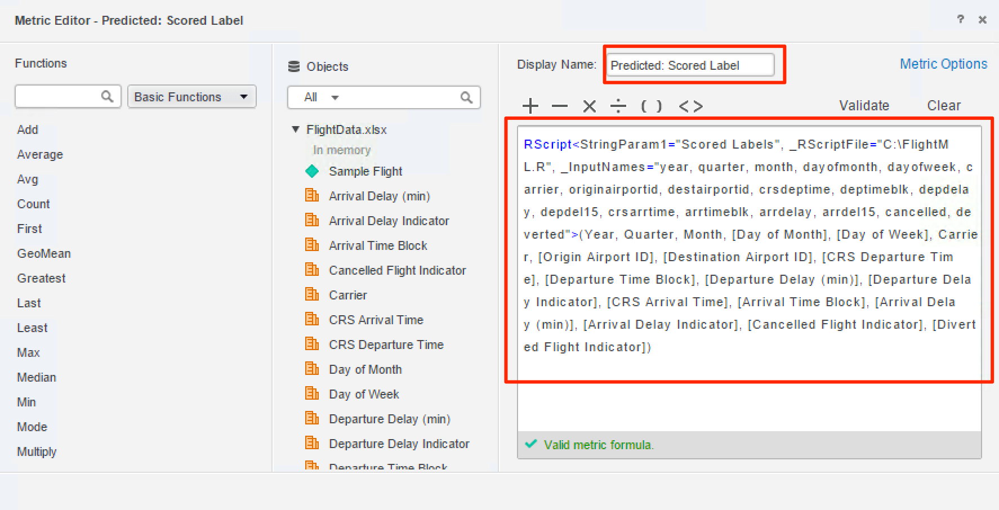 Metric Editor - Predicted: Scored Label
? ×
Functions
Basic Functions
Add
Average
Avg
Count
First
GeoMean
Greatest
Last
Least
Max
Median
Min
Mode
Multiply
Objects
All
FlightData.xlsx
In memory
Sample Flight
Arrival Delay (min)
Arrival Delay Indicator
Arrival Time Block
Cancelled Flight Indicator
Carrier
CRS Arrival Time
CRS Departure Time
Day of Month
Day of Week
Departure Delay (min)
Departure Delay Indicator
Departure Time Block
Display Name: Predicted: Scored Label
Metric Options
+ − × ÷ ( ) < >
Validate Clear
RScript<StringParam1="Scored Labels", _RScriptFile="C:\FlightM
L.R", _InputNames="year, quarter, month, dayofmonth, dayofweek, c
arrier, originairportid, destairportid, crsdeptime, deptimeblk, depdela
y, depdel15, crsarrtime, arrtimeblk, arrdelay, arrdel15, cancelled, de
verted">(Year, Quarter, Month, [Day of Month], [Day of Week], Carrie
r, [Origin Airport ID], [Destination Airport ID], [CRS Departure Tim
e], [Departure Time Block], [Departure Delay (min)], [Departure Dela
y Indicator], [CRS Arrival Time], [Arrival Time Block], [Arrival Dela
y (min)], [Arrival Delay Indicator], [Cancelled Flight Indicator], [Divert
ed Flight Indicator])
Valid metric formula.